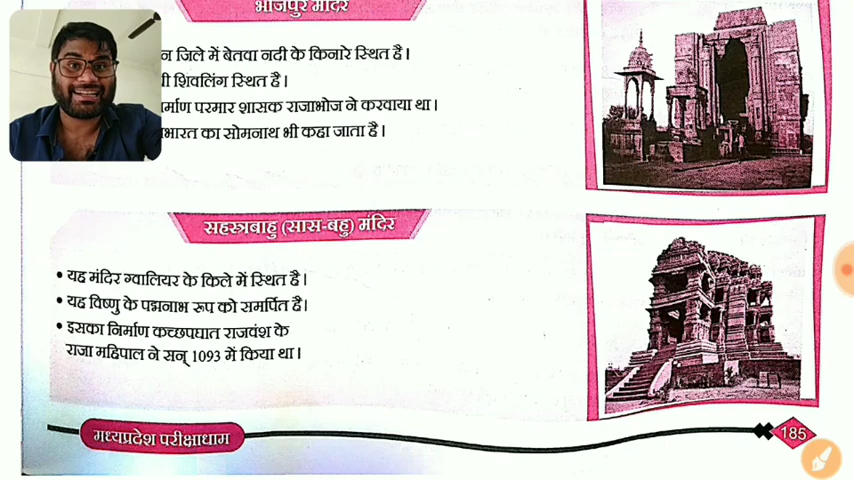 भोजपुर मंदिर
न जिले में बेतवा नदी के किनारे स्थित है।
शिवलिंग स्थित है।
र्माण परमार शासक राजाभोज ने करवाया था।
भारत का सोमनाथ भी कहा जाता है।
सहस्त्रबाहु (सास-बहु) मंदिर
• यह मंदिर ग्वालियर के किले में स्थित है।
• यह विष्णु के पद्मनाभ रूप को समर्पित है।
• इसका निर्माण कच्छपघात राजवंश के
राजा महिपाल ने सन् 1093 में किया था।
मध्यप्रदेश परीक्षाधाम
185